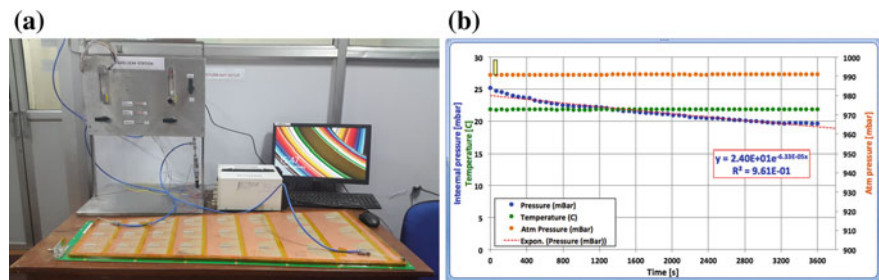 (a)
(b)
30
25
20
15
10
5
0
Inteernal pressure [mbar]
Temperature [C]
1000
990
980
970
960
950
940
930
920
910
900
Atm pressure [mbar]
y = 2.40E+01e^-6.33E-05x
R² = 9.61E-01
Pressure (mBar)
Temperature (C)
Atm Pressure (mBar)
Expon. (Pressure (mBar))
0 400 800 1200 1600 2000 2400 2800 3200 3600
Time [s]